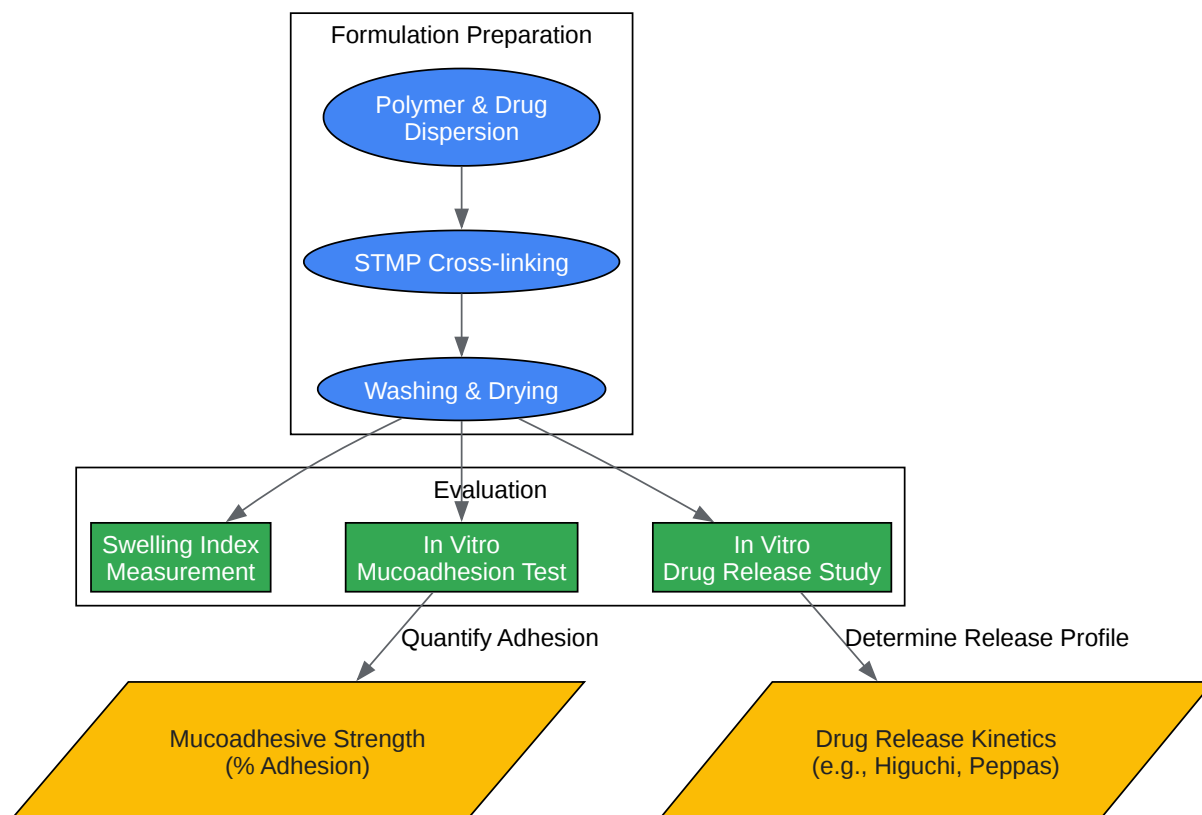 Formulation Preparation
Polymer & Drug
Dispersion
STMP Cross-linking
Washing & Drying
Evaluation
Swelling Index
Measurement
In Vitro
Mucoadhesion Test
In Vitro
Drug Release Study
Quantify Adhesion
Determine Release Profile
Mucoadhesive Strength
(% Adhesion)
Drug Release Kinetics
(e.g., Higuchi, Peppas)